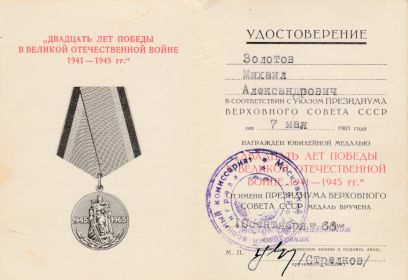 "ДВАДЦАТЬ ЛЕТ ПОБЕДЫ
В ВЕЛИКОЙ ОТЕЧЕСТВЕННОЙ ВОЙНЕ
1941—1945 гг."
1945 1965
УДОСТОВЕРЕНИЕ
Золотов
Михаил
Александрович
В СООТВЕТСТВИИ С УКАЗОМ ПРЕЗИДИУМА
ВЕРХОВНОГО СОВЕТА СССР
от 7 мая 1965 года
НАГРАЖДЕН ЮБИЛЕЙНОЙ МЕДАЛЬЮ
"ДВАДЦАТЬ ЛЕТ ПОБЕДЫ
В ВЕЛИКОЙ ОТЕЧЕСТВЕННОЙ
ВОЙНЕ 1941—1945 гг."
ОТ ИМЕНИ ПРЕЗИДИУМА ВЕРХОВНОГО
СОВЕТА СССР МЕДАЛЬ ВРУЧЕНА
сентября 66
М. П.
/Стрелков/